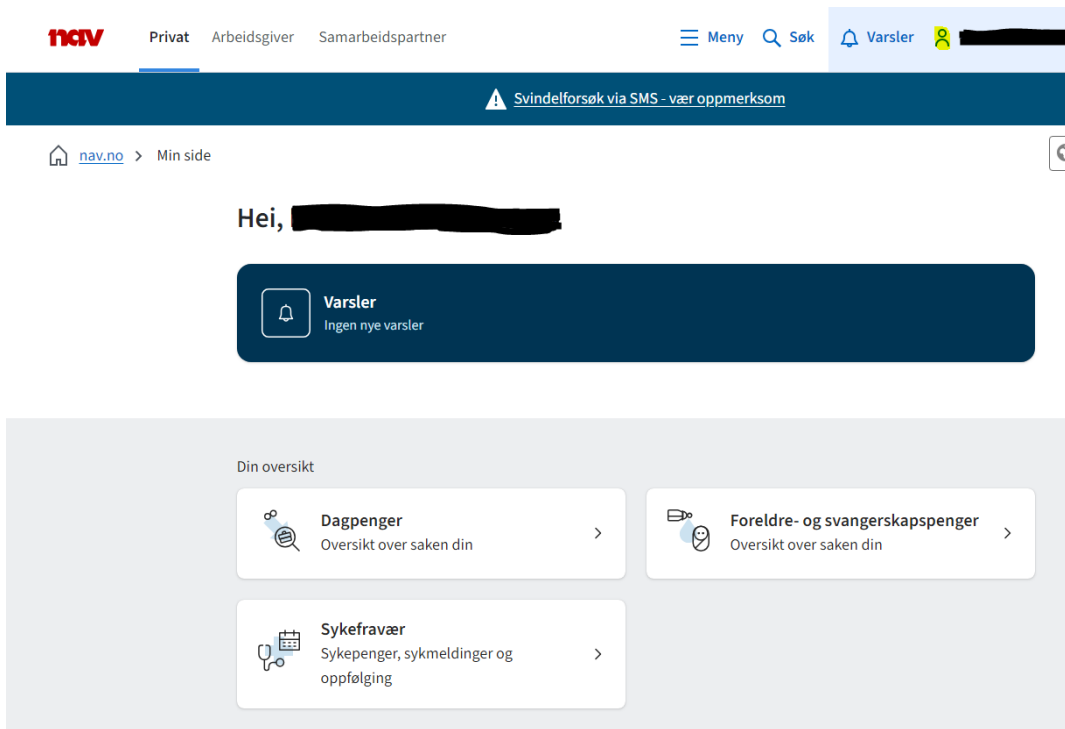 nav Privat Arbeidsgiver Samarbeidspartner Meny Søk Varsler
Svindelforsøk via SMS - vær oppmerksom
nav.no > Min side
Hei,
Varsler
Ingen nye varsler
Din oversikt
Dagpenger
Oversikt over saken din
Foreldre- og svangerskapspenger
Oversikt over saken din
Sykefravær
Sykepenger, sykmeldinger og
oppfølging